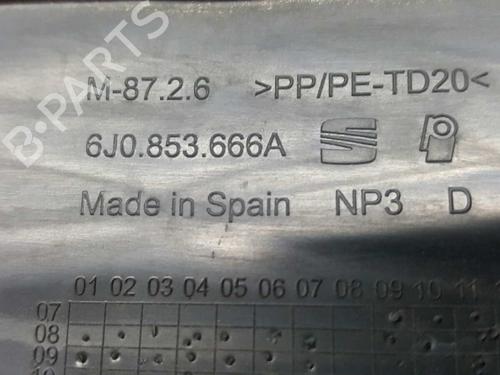 B-PARTS
M-87.2.6 >PP/PE-TD20<
6J0.853.666A
Made in Spain NP3 D
01 02 03 04 05 06 07 08 09 10 11
07
08
09